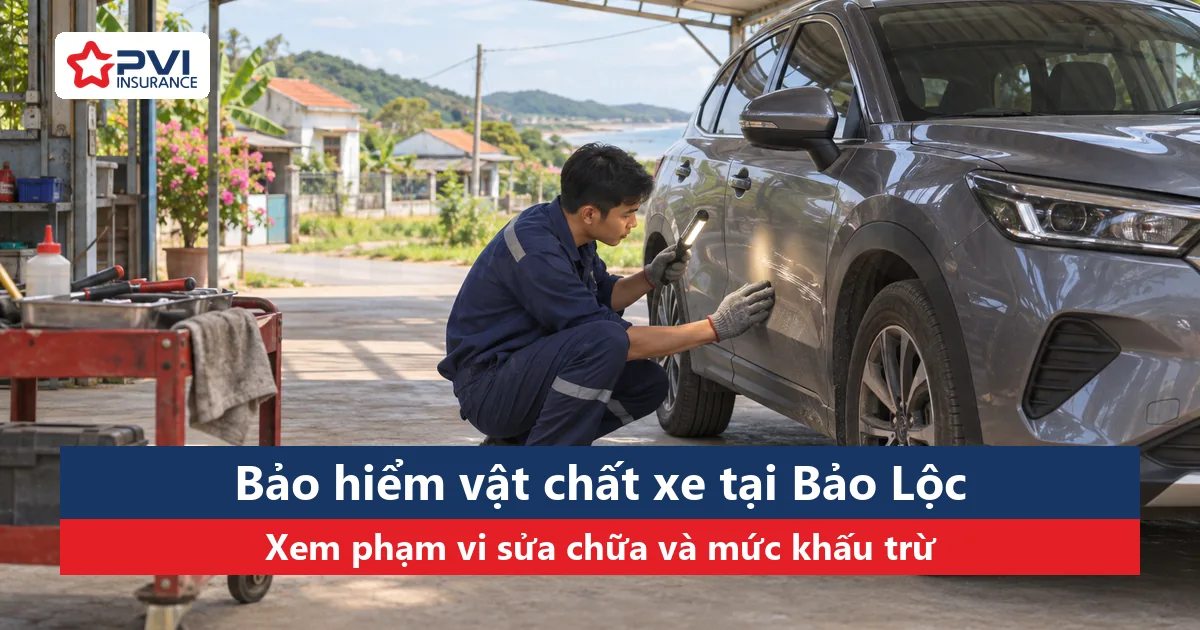 PVI
INSURANCE
Bảo hiểm vật chất xe tại Bảo Lộc
Xem phạm vi sửa chữa và mức khấu trừ